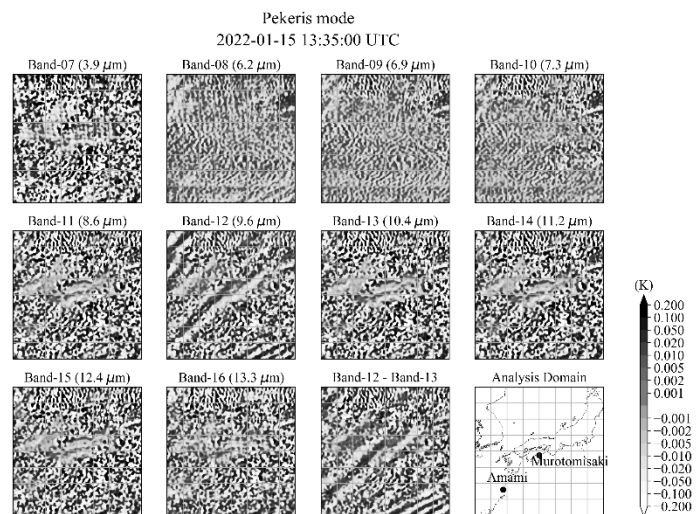 Pekeris mode
2022-01-15 13:35:00 UTC
Band-07 (3.9 μm)
Band-08 (6.2 μm)
Band-09 (6.9 μm)
Band-10 (7.3 μm)
Band-11 (8.6 μm)
Band-12 (9.6 μm)
Band-13 (10.4 μm)
Band-14 (11.2 μm)
Band-15 (12.4 μm)
Band-16 (13.3 μm)
Band-12 - Band-13
Analysis Domain
Murotomisaki
Amami
(K)
0.200
0.100
0.050
0.020
0.010
0.005
0.002
0.001
−0.001
−0.002
0.005
−0.010
−0.020
−0.050
−0.100
0.200